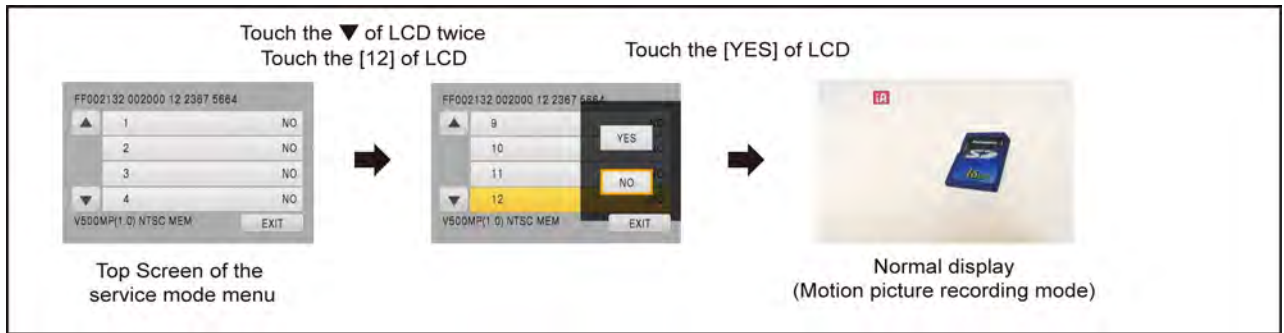 Touch the ▼ of LCD twice
Touch the [12] of LCD
Touch the [YES] of LCD
FF002132 002000 12 2367 5664
▲ 1 NO
2 NO
3 NO
▼ 4 NO
V500MP(1.0) NTSC MEM EXIT
Top Screen of the
service mode menu
FF002132 002000 12 2367 5664
▲ 9
YES
10
11
NO
▼ 12
V500MP(1.0) NTSC MEM EXIT
iA
SD
Normal display
(Motion picture recording mode)